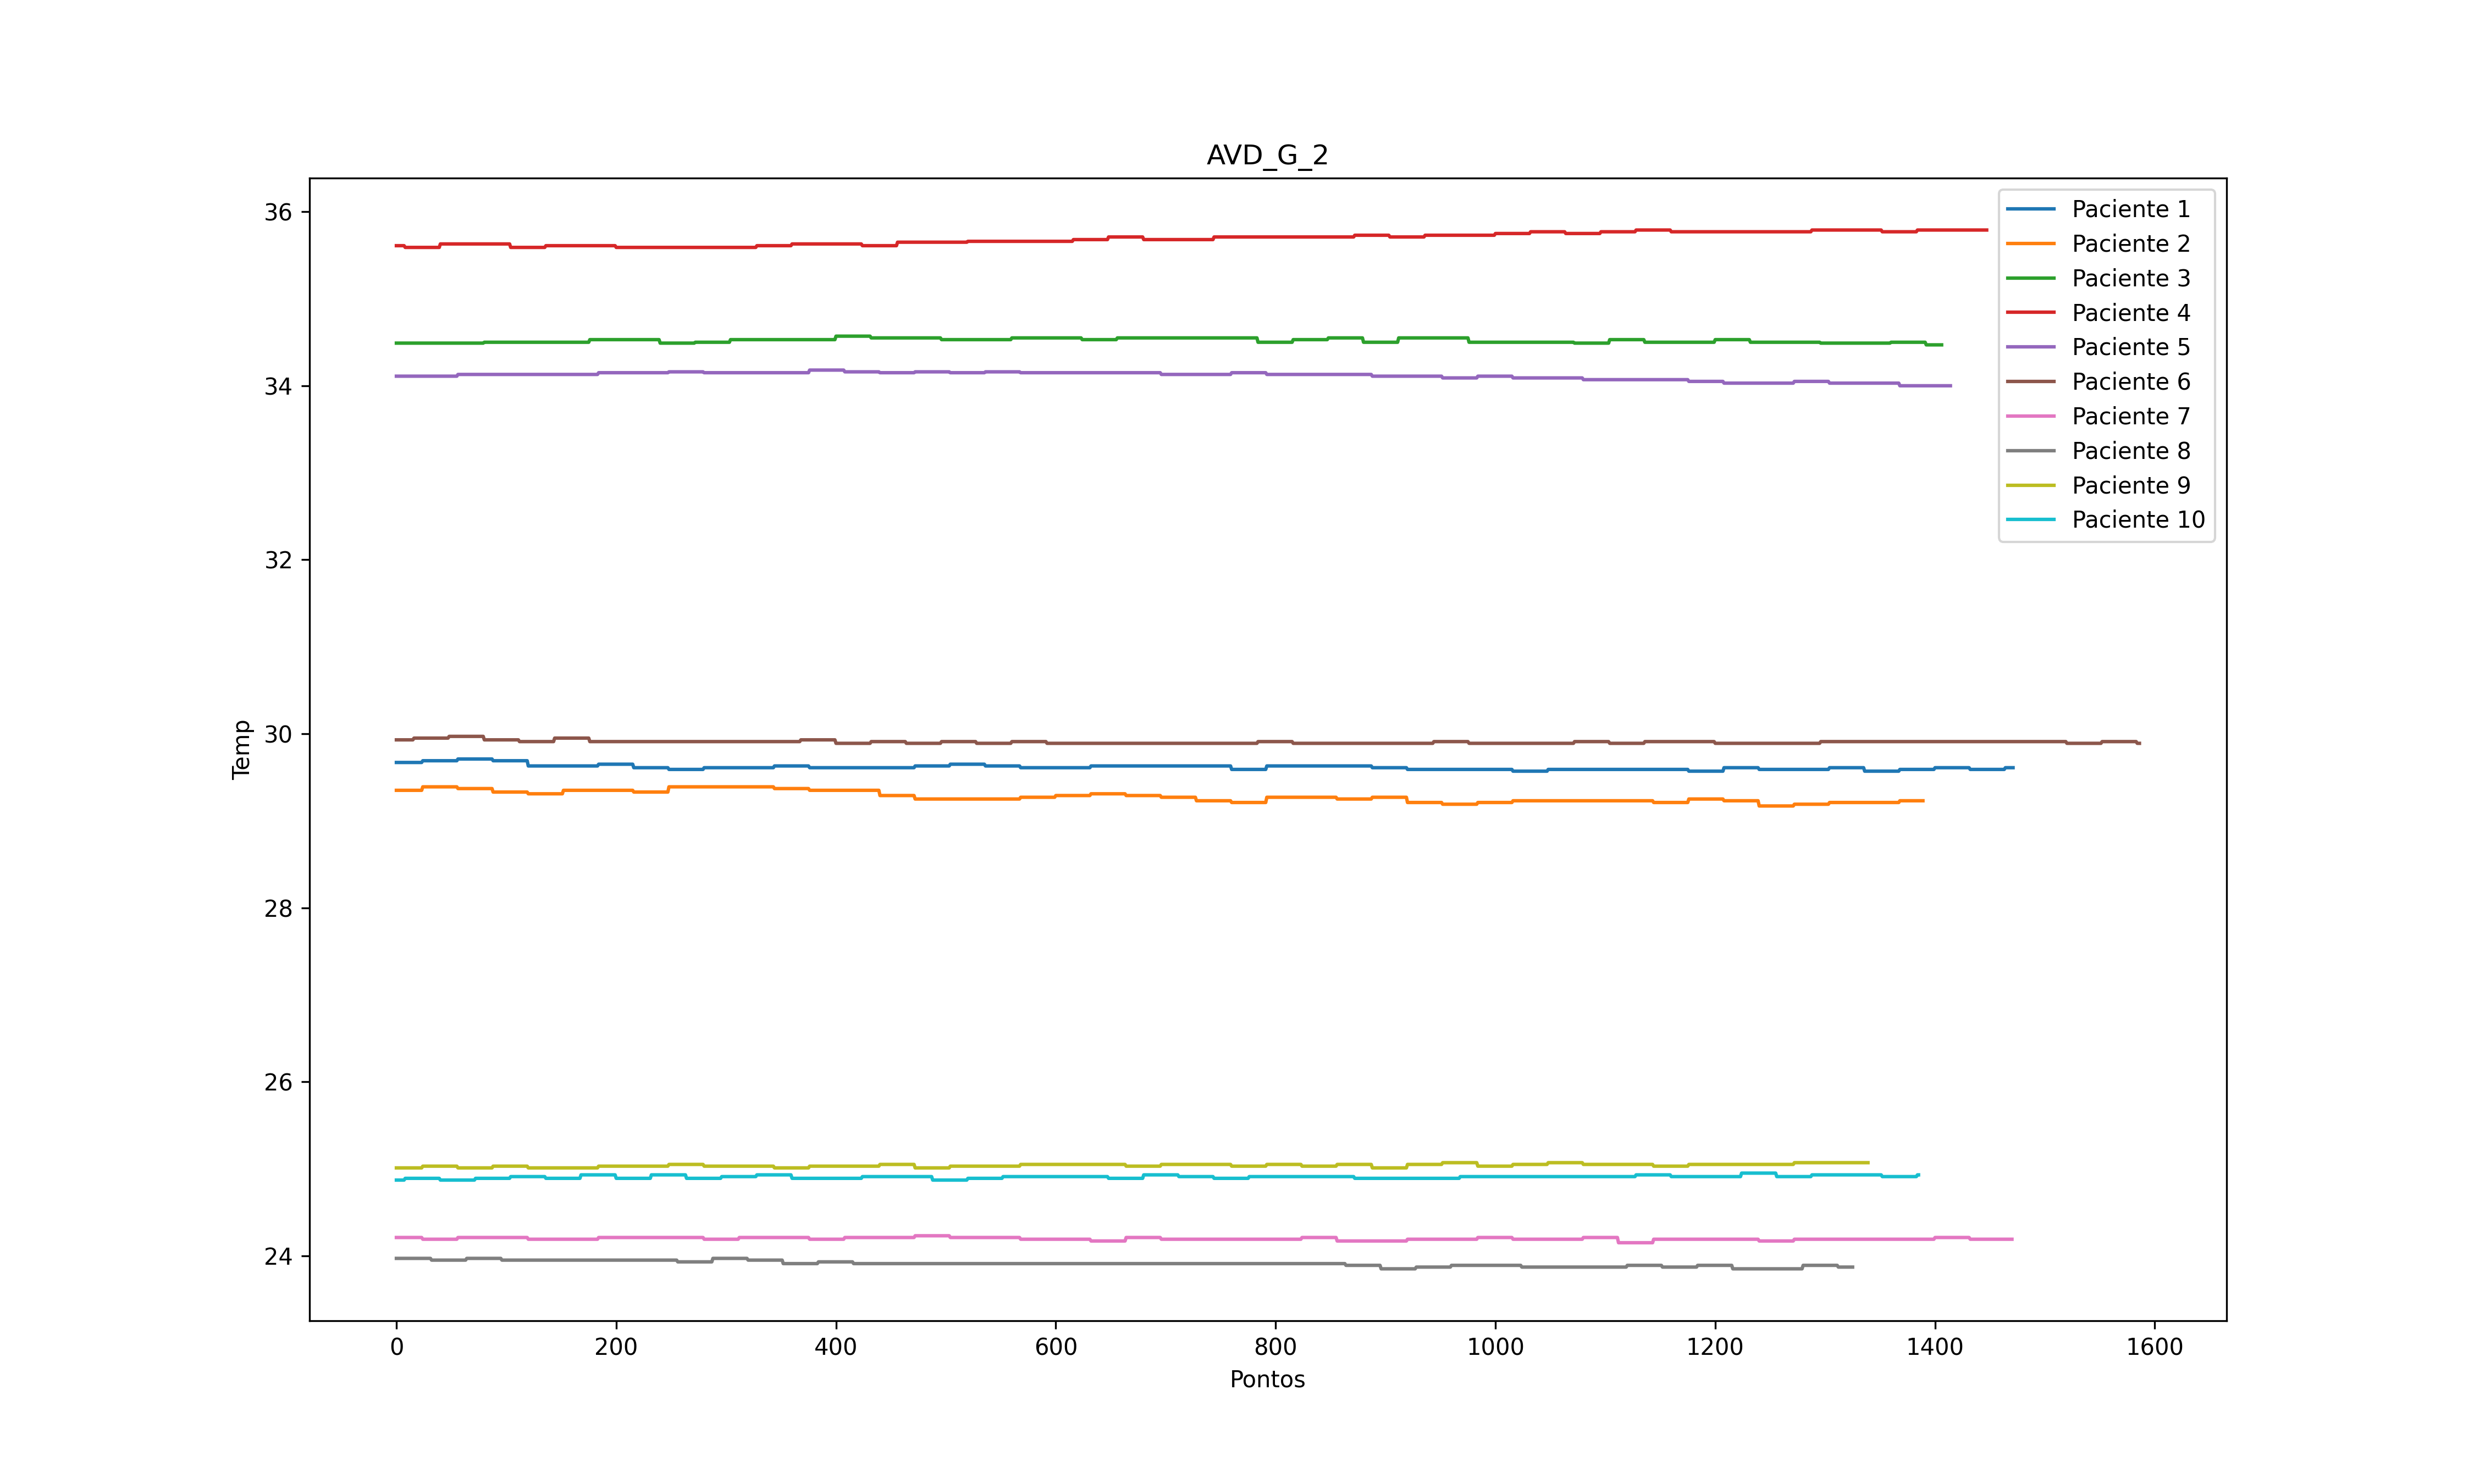 AVD_G_2
36
34
32
30
28
26
24
Temp
0 200 400 600 800 1000 1200 1400 1600
Pontos
Paciente 1
Paciente 2
Paciente 3
Paciente 4
Paciente 5
Paciente 6
Paciente 7
Paciente 8
Paciente 9
Paciente 10